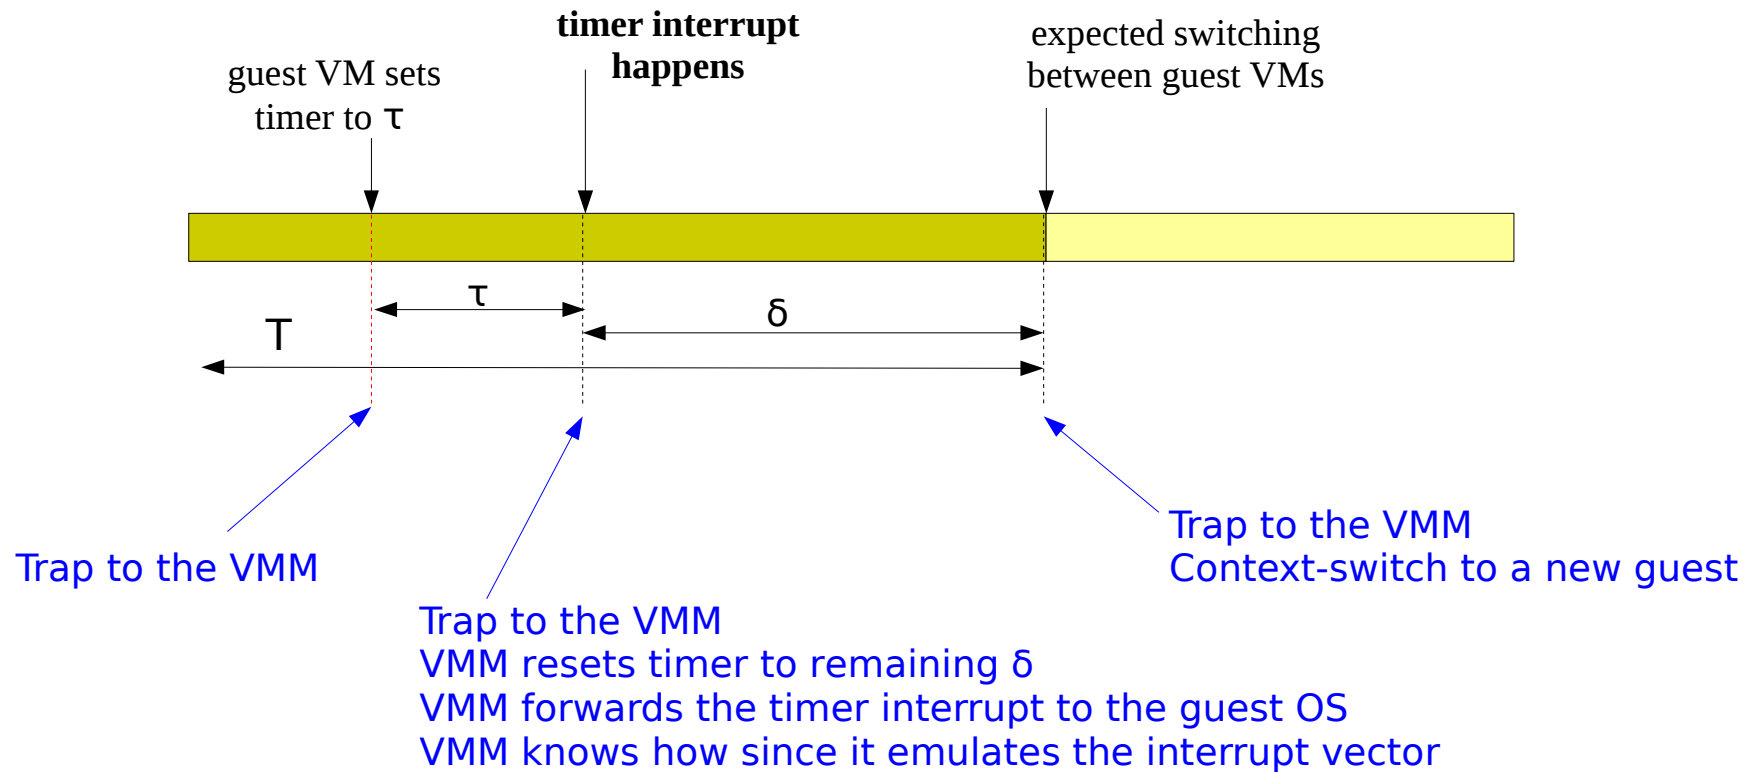 timer interrupt
happens
expected switching
between guest VMs
guest VM sets
timer to τ
τ
δ
T
Trap to the VMM
Trap to the VMM
Context-switch to a new guest
Trap to the VMM
VMM resets timer to remaining δ
VMM forwards the timer interrupt to the guest OS
VMM knows how since it emulates the interrupt vector